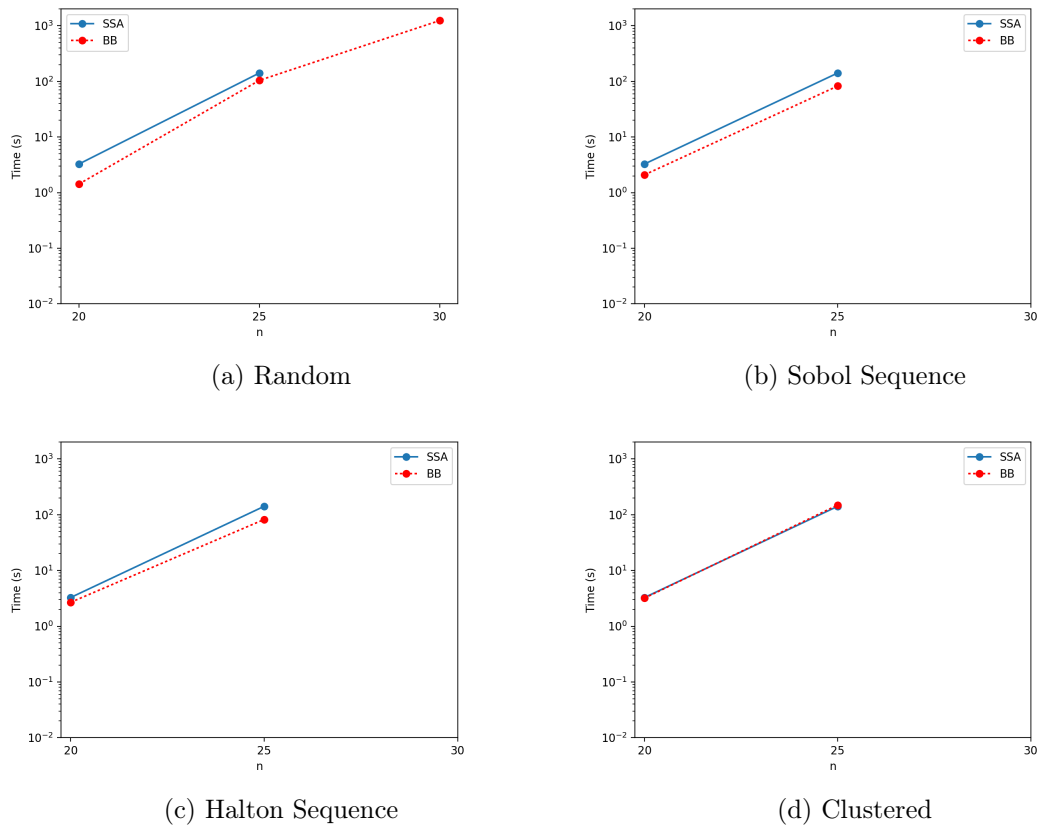 SSA
BB
10³
10²
10¹
10⁰
10⁻¹
10⁻²
Time (s)
20 25 30
n
(a) Random
SSA
BB
10³
10²
10¹
10⁰
10⁻¹
10⁻²
Time (s)
20 25 30
n
(b) Sobol Sequence
SSA
BB
10³
10²
10¹
10⁰
10⁻¹
10⁻²
Time (s)
20 25 30
n
(c) Halton Sequence
SSA
BB
10³
10²
10¹
10⁰
10⁻¹
10⁻²
Time (s)
20 25 30
n
(d) Clustered